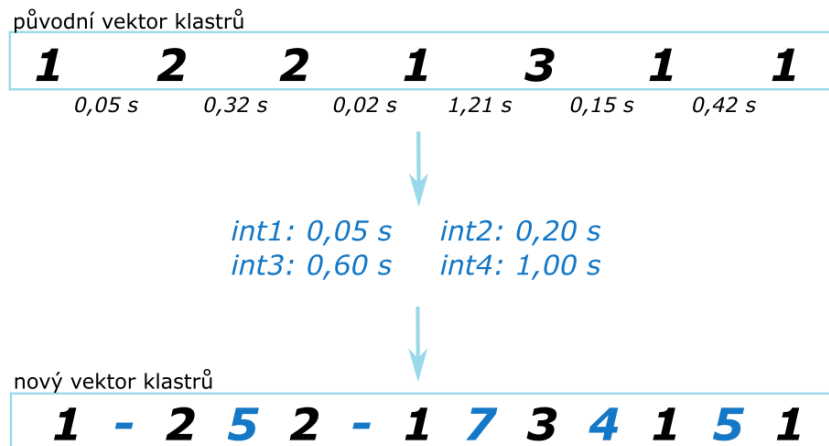 původní vektor klastrů
1 2 2 1 3 1 1
0,05 s 0,32 s 0,02 s 1,21 s 0,15 s 0,42 s
int1: 0,05 s int2: 0,20 s
int3: 0,60 s int4: 1,00 s
nový vektor klastrů
1 - 2 5 2 - 1 7 3 4 1 5 1